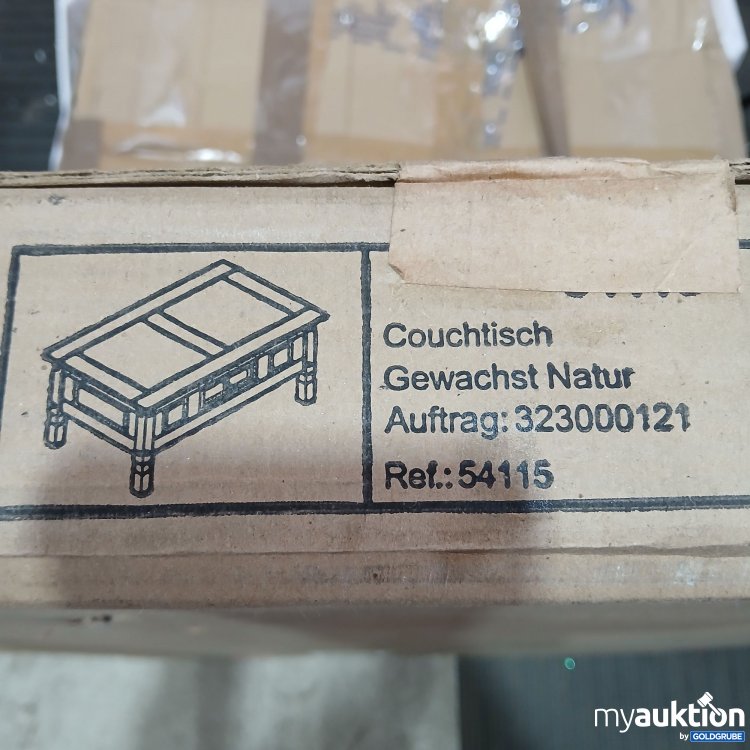 Couchtisch
Gewachst Natur
Auftrag: 323000121
Ref.: 54115
myauktion
by GOLDGRUBE